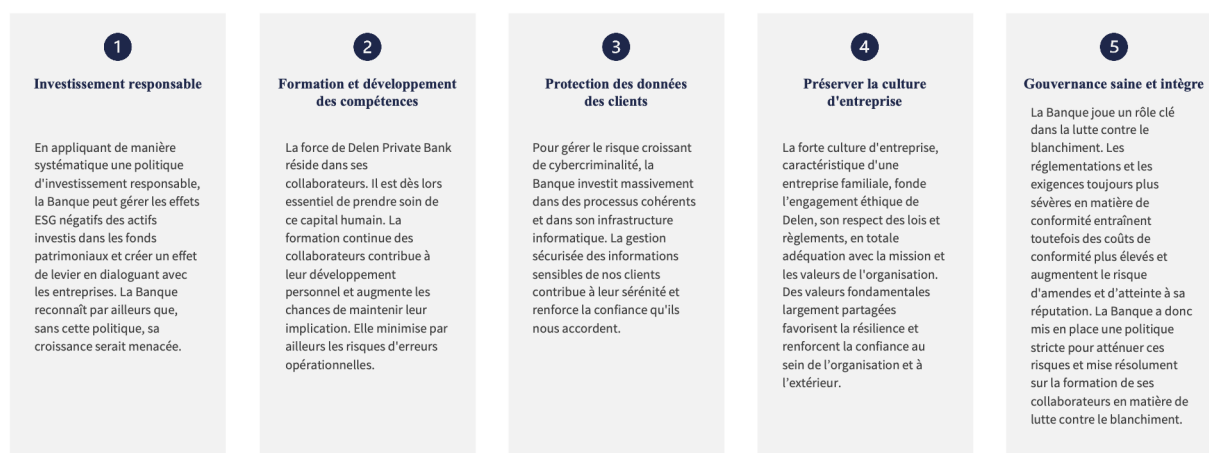 1
Investissement responsable
En appliquant de manière
systématique une politique
d'investissement responsable,
la Banque peut gérer les effets
ESG négatifs des actifs
investis dans les fonds
patrimoniaux et créer un effet
de levier en dialoguant avec
les entreprises. La Banque
reconnaît par ailleurs que,
sans cette politique, sa
croissance serait menacée.
2
Formation et développement
des compétences
La force de Delen Private Bank
réside dans ses
collaborateurs. Il est dès lors
essentiel de prendre soin de
ce capital humain. La
formation continue des
collaborateurs contribue à
leur développement
personnel et augmente les
chances de maintenir leur
implication. Elle minimise par
ailleurs les risques d'erreurs
opérationnelles.
3
Protection des données
des clients
Pour gérer le risque croissant
de cybercriminalité, la
Banque investit massivement
dans des processus cohérents
et dans son infrastructure
informatique. La gestion
sécurisée des informations
sensibles de nos clients
contribue à leur sérénité et
renforce la confiance qu'ils
nous accordent.
4
Préserver la culture
d'entreprise
La forte culture d'entreprise,
caractéristique d'une
entreprise familiale, fonde
l'engagement éthique de
Delen, son respect des lois et
règlements, en totale
adéquation avec la mission et
les valeurs de l'organisation.
Des valeurs fondamentales
largement partagées
favorisent la résilience et
renforcent la confiance au
sein de l'organisation et à
l'extérieur.
5
Gouvernance saine et intègre
La Banque joue un rôle clé
dans la lutte contre le
blanchiment. Les
réglementations et les
exigences toujours plus
sévères en matière de
conformité entraînent
toutefois des coûts de
conformité plus élevés et
augmentent le risque
d'amendes et d'atteinte à sa
réputation. La Banque a donc
mis en place une politique
stricte pour atténuer ces
risques et mise résolument
sur la formation de ses
collaborateurs en matière de
lutte contre le blanchiment.